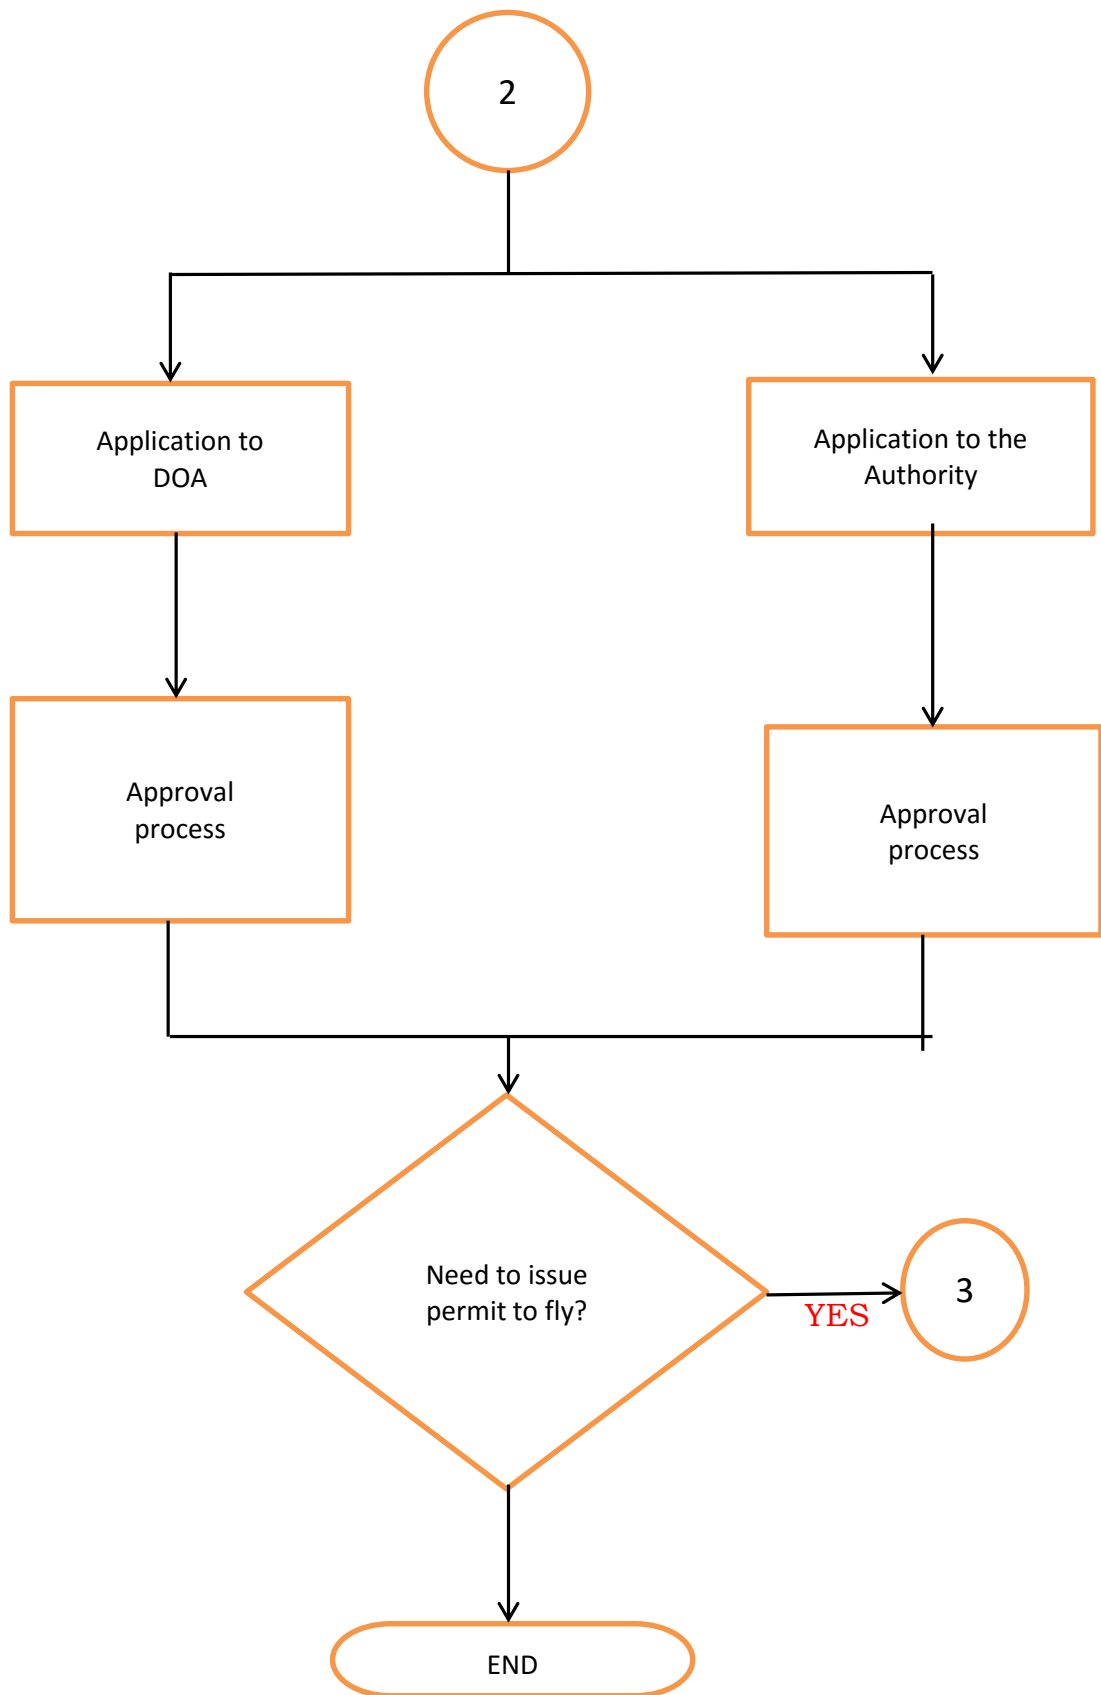 2
Application to
DOA
Application to the
Authority
Approval
process
Approval
process
Need to issue
permit to fly?
YES
3
END